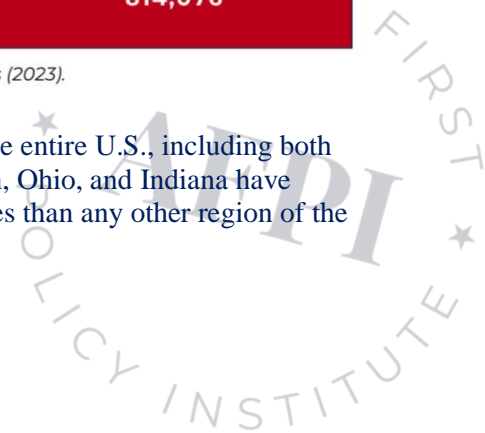 (2023).
e entire U.S., including both
, Ohio, and Indiana have
es than any other region of the
AFPI
FIRST
POLICY INSTITUTE